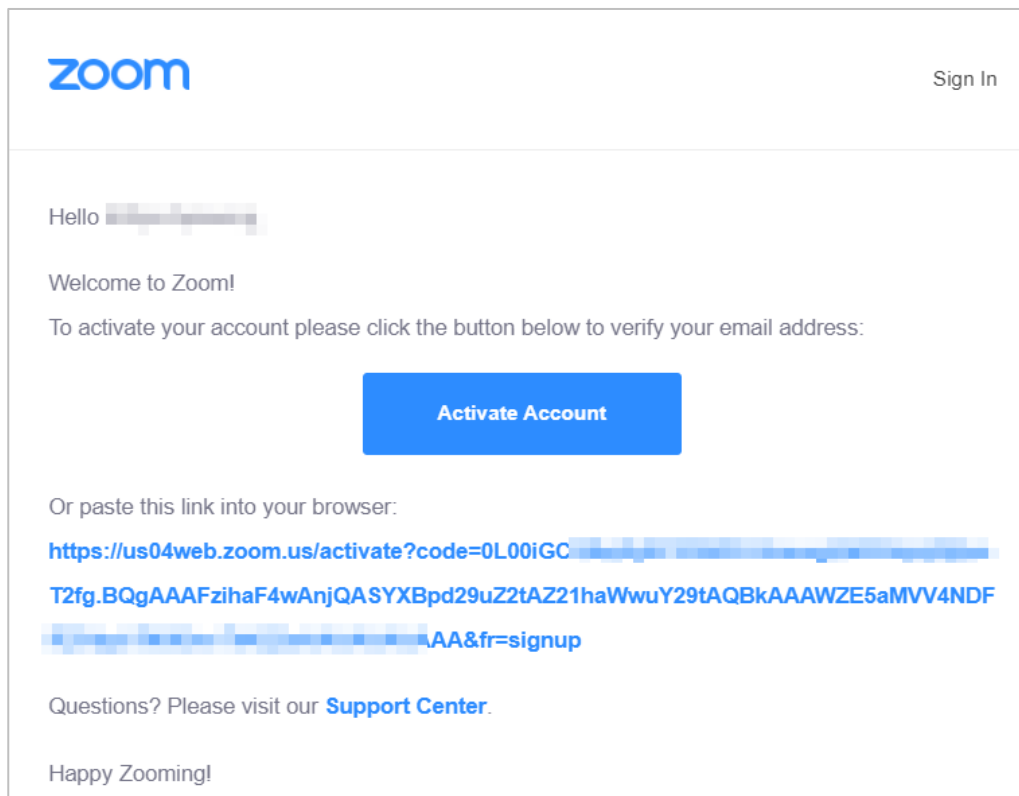 zoom
Sign In
Hello
Welcome to Zoom!
To activate your account please click the button below to verify your email address:
Activate Account
Or paste this link into your browser:
https://us04web.zoom.us/activate?code=0L00iGC
T2fg.BQgAAAFzihaF4wAnjQASYXBpd29uZ2tAZ21haWwuY29tAQBkAAAWZE5aMVV4NDF
AAA&fr=signup
Questions? Please visit our Support Center.
Happy Zooming!